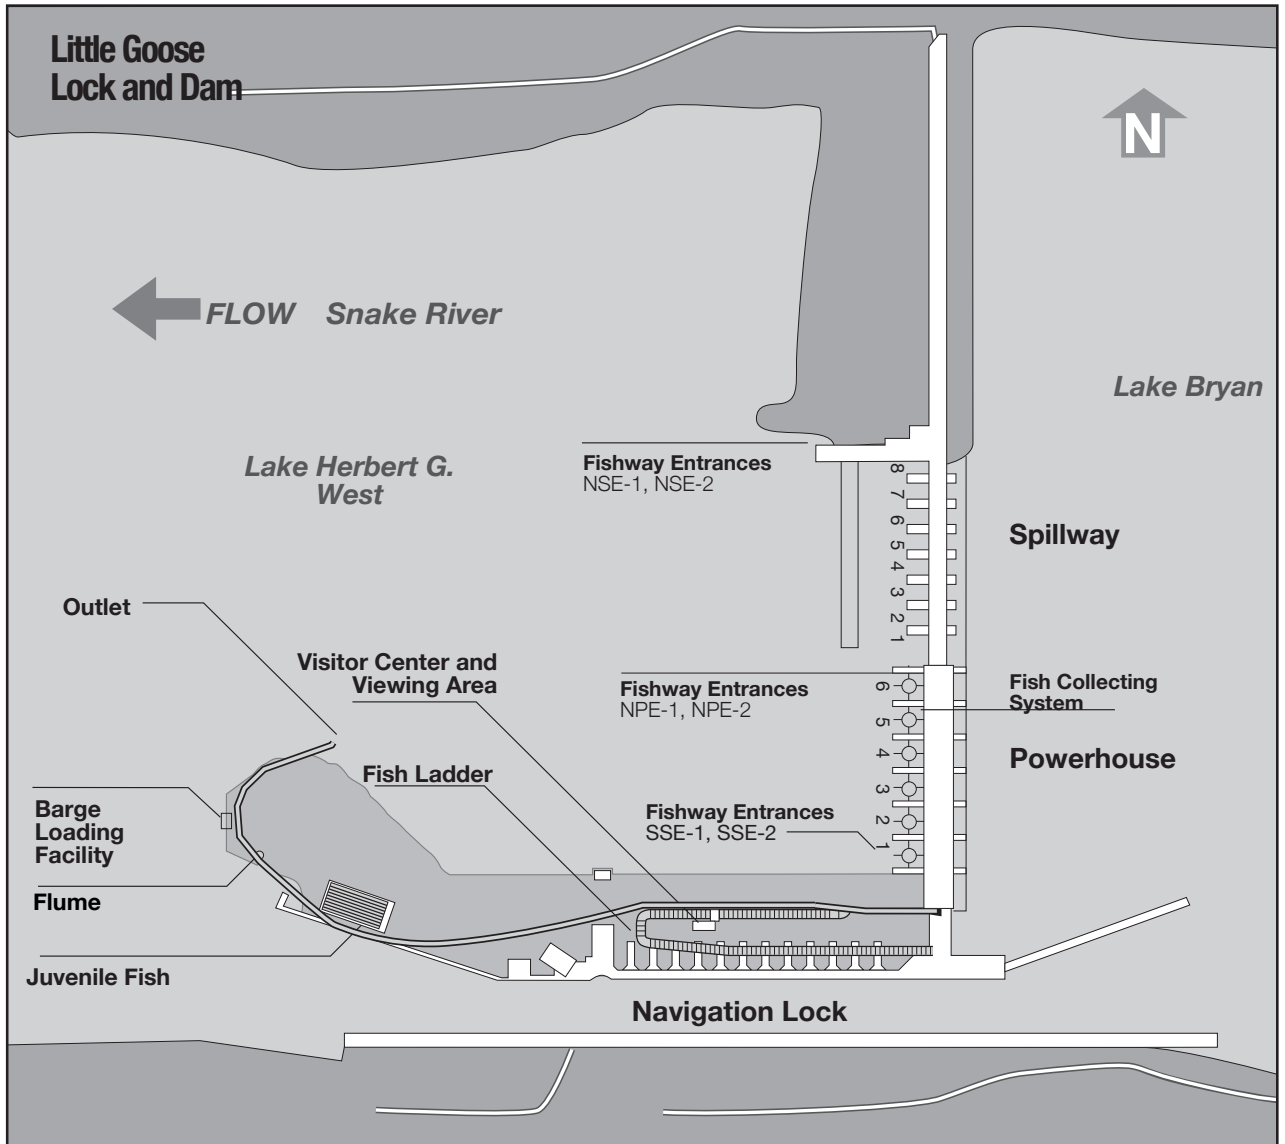 Little Goose
Lock and Dam
N
FLOW Snake River
Lake Bryan
Lake Herbert G.
West
Fishway Entrances
NSE-1, NSE-2
8
7
6
5
4
3
2
1
Spillway
Outlet
Visitor Center and
Viewing Area
Fishway Entrances
NPE-1, NPE-2
6
5
4
3
2
1
Fish Collecting
System
Powerhouse
Fish Ladder
Fishway Entrances
SSE-1, SSE-2
Barge
Loading
Facility
Flume
Juvenile Fish
Navigation Lock